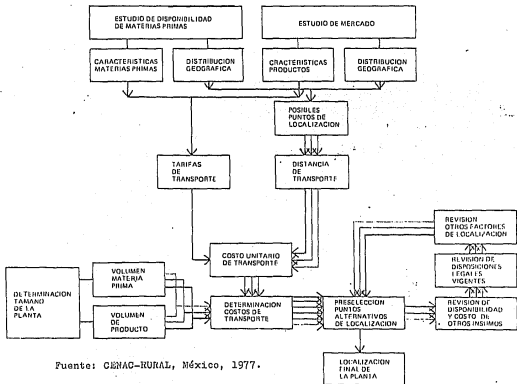 ESTUDIO DE DISPONIBILIDAD
DE MATERIAS PRIMAS
ESTUDIO DE MERCADO
CARACTERISTICAS
MATERIAS PRIMAS
DISTRIBUCION
GEOGRAFICA
CRACTERISTICAS
PRODUCTOS
DISTRIBUCION
GEOGRAFICA
POSIBLES
PUNTOS DE
LOCALIZACION
TARIFAS
DE
TRANSPORTE
DISTANCIA
DE
TRANSPORTE
REVISION
OTROS FACTORES
DE LOCALIZACION
COSTO UNITARIO
DE TRANSPORTE
REVISION DE
DISPOSICIONES
LEGALES
VIGENTES
DETERMINACION
TAMANO
DE LA
PLANTA
VOLUMEN
MATERIA
PRIMA
VOLUMEN
DE
PRODUCTO
DETERMINACION
COSTOS DE
TRANSPORTE
PRESELECCION
PUNTOS
ALTERNATIVOS
DE LOCALIZACION
REVISION DE
DISPONIBILIDAD
Y COSTO DE
OTROS INSUMOS
LOCALIZACION
FINAL DE
LA PLANTA
Fuente: CENAC-RURAL, México, 1977.